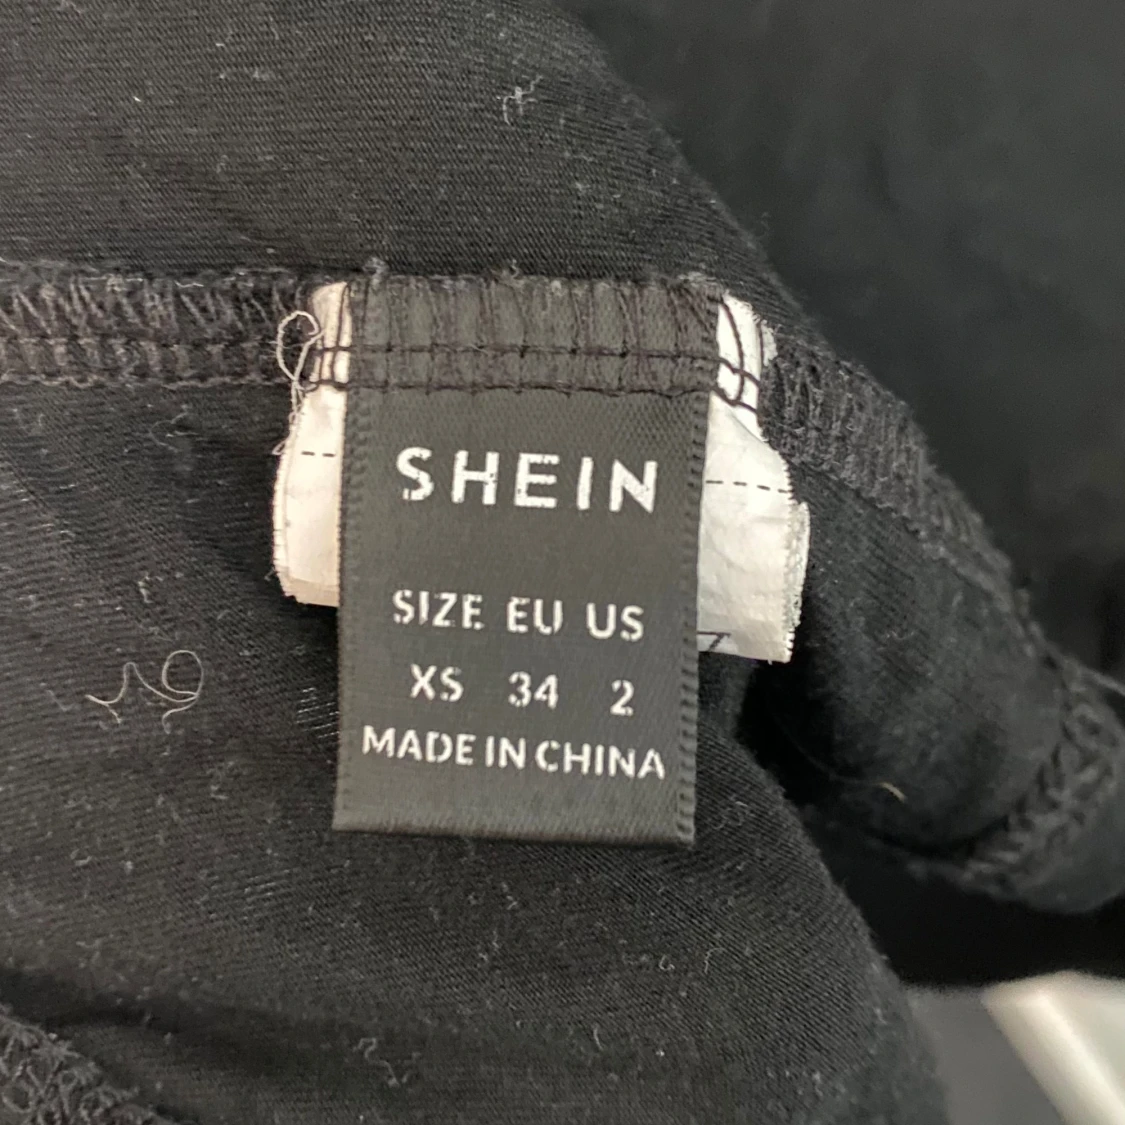 SHEIN
SIZE EU US
XS 34 2
MADE IN CHINA